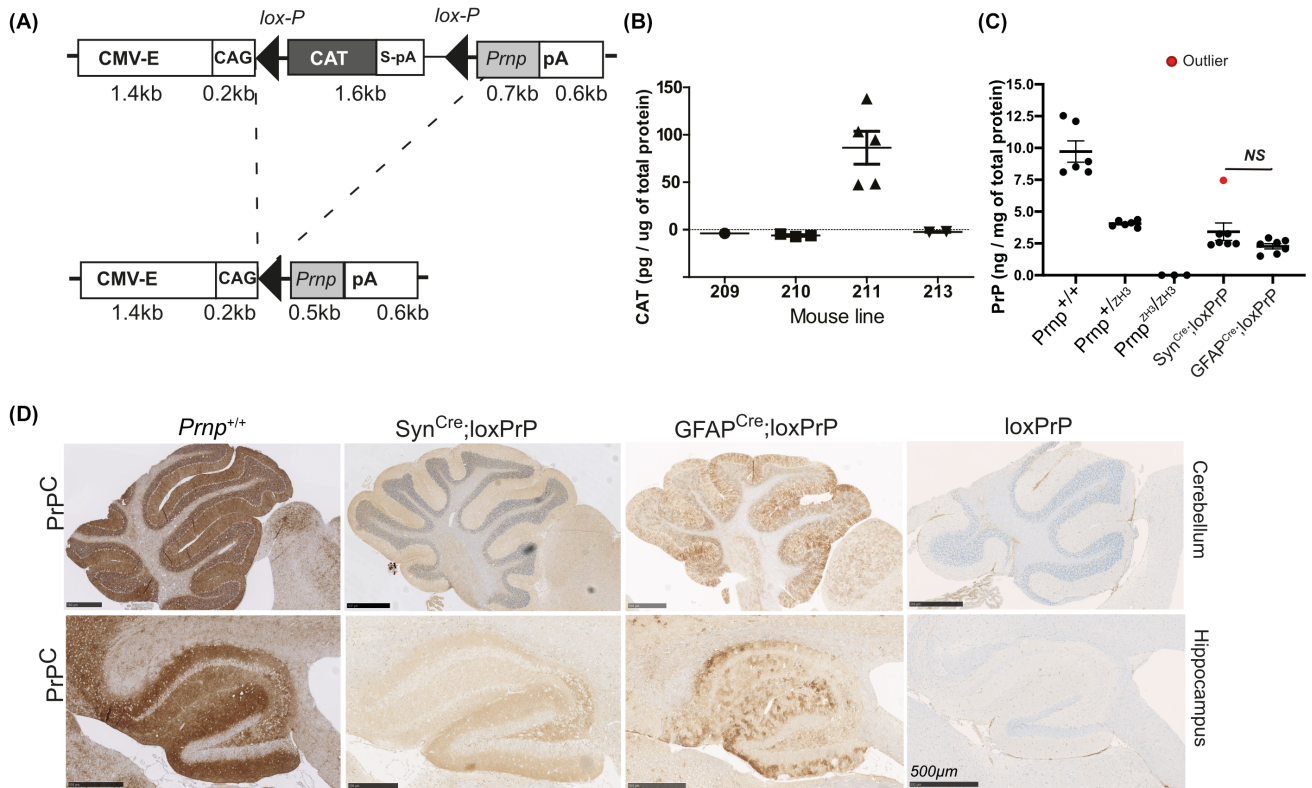 (A)
lox-P
lox-P
CMV-E
CAG
CAT
S-pA
Prnp
pA
1.4kb
0.2kb
1.6kb
0.7kb
0.6kb
CMV-E
CAG
Prnp
pA
1.4kb
0.2kb
0.5kb
0.6kb
(B)
CAT (pg / ug of total protein)
150
100
50
0
209
210
211
213
Mouse line
(C)
Outlier
PrP (ng / mg of total protein)
15.0
12.5
10.0
7.5
5.0
2.5
0.0
NS
Prnp+/+
Prnp+/ZH3
PrnpZH3/ZH3
SynCre;loxPrP
GFAPCre;loxPrP
(D)
Prnp+/+
SynCre;loxPrP
GFAPCre;loxPrP
loxPrP
PrPC
Cerebellum
PrPC
Hippocampus
500µm